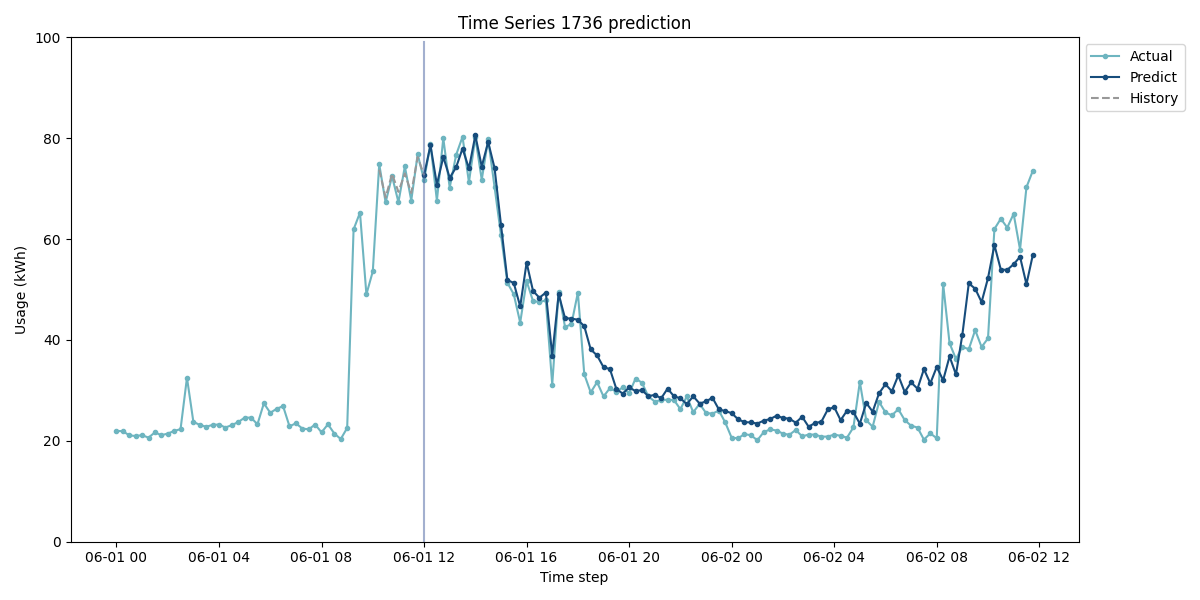 Time Series 1736 prediction
100
80
60
40
20
0
Usage (kWh)
06-01 00
06-01 04
06-01 08
06-01 12
06-01 16
06-01 20
06-02 00
06-02 04
06-02 08
06-02 12
Time step
Actual
Predict
History